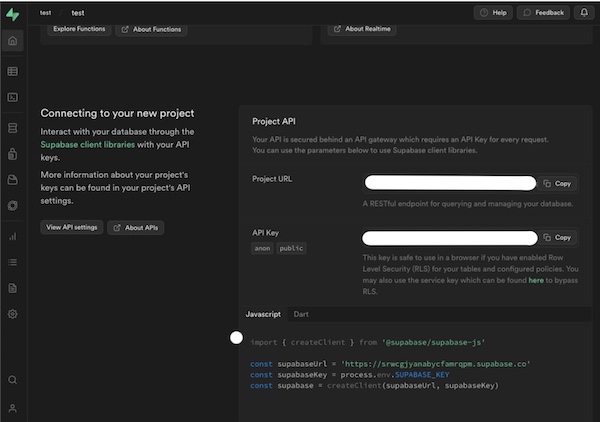 test / test
Help
Feedback
Explore Functions
About Functions
About Realtime
Connecting to your new project
Interact with your database through the
Supabase client libraries with your API
keys.
More information about your project's
keys can be found in your project's API
settings.
View API settings
About APIs
Project API
Your API is secured behind an API gateway which requires an API Key for every request.
You can use the parameters below to use Supabase client libraries.
Project URL
Copy
A RESTful endpoint for querying and managing your database.
API Key
anon public
Copy
This key is safe to use in a browser if you have enabled Row
Level Security (RLS) for your tables and configured policies. You
may also use the service key which can be found here to bypass
RLS.
Javascript
Dart
import { createClient } from '@supabase/supabase-js'
const supabaseUrl = 'https://srwcgjyanabycfamrqpm.supabase.co'
const supabaseKey = process.env.SUPABASE_KEY
const supabase = createClient(supabaseUrl, supabaseKey)